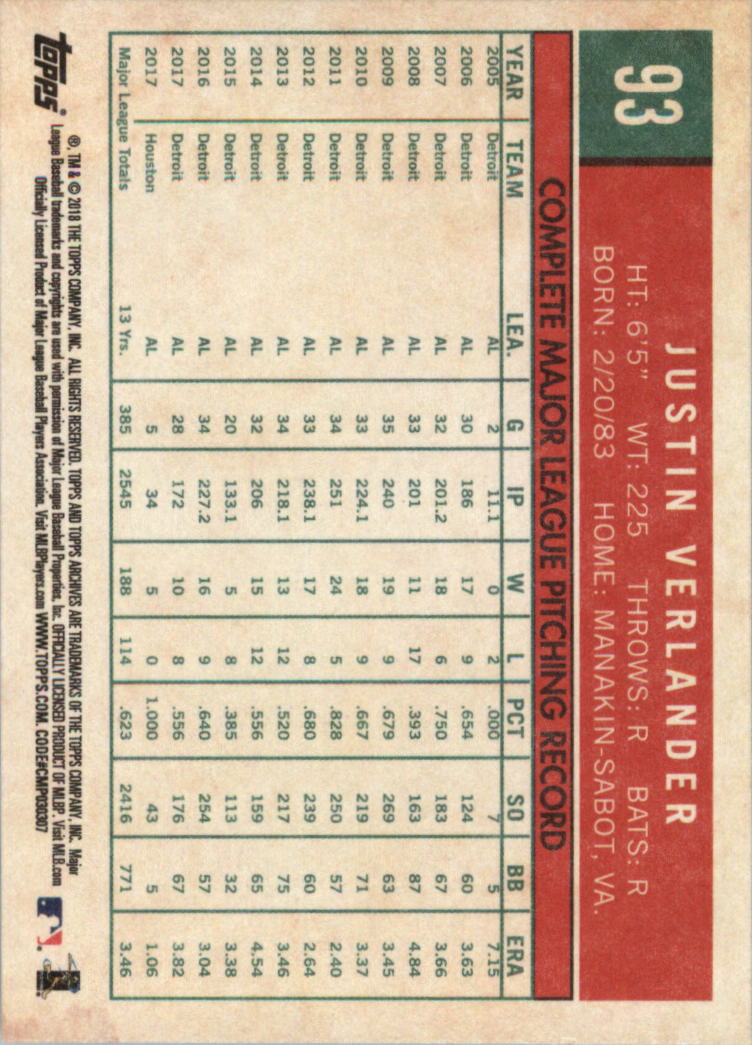 93
JUSTIN VERLANDER
HT: 6'5" WT: 225 THROWS: R BATS: R
BORN: 2/20/83 HOME: MANAKIN-SABOT, VA.
COMPLETE MAJOR LEAGUE PITCHING RECORD
YEAR TEAM LEA. G IP W L PCT SO BB ERA
2005 Detroit AL 2 11.1 0 2 .000 7 5 7.15
2006 Detroit AL 30 186 17 9 .654 124 60 3.63
2007 Detroit AL 32 201.2 18 6 .750 183 67 3.66
2008 Detroit AL 33 201 11 17 .393 163 87 4.84
2009 Detroit AL 35 240 19 9 .679 269 63 3.45
2010 Detroit AL 33 224.1 18 9 .667 219 71 3.37
2011 Detroit AL 34 251 24 5 .828 250 57 2.40
2012 Detroit AL 33 238.1 17 8 .680 239 60 2.64
2013 Detroit AL 34 218.1 13 12 .520 217 75 3.46
2014 Detroit AL 32 206 15 12 .556 159 65 4.54
2015 Detroit AL 20 133.1 5 8 .385 113 32 3.38
2016 Detroit AL 34 227.2 16 9 .640 254 57 3.04
2017 Detroit AL 28 172 10 8 .556 176 67 3.82
2017 Houston AL 5 34 5 0 1.000 43 5 1.06
Major League Totals 13 Yrs. 385 2545 188 114 .623 2416 771 3.46
topps®
®, TM & © 2018 THE TOPPS COMPANY, INC. ALL RIGHTS RESERVED. TOPPS AND TOPPS ARCHIVES ARE TRADEMARKS OF THE TOPPS COMPANY, INC. Major
League Baseball trademarks and copyrights are used with permission of Major League Baseball Properties, Inc. OFFICIALLY LICENSED PRODUCT OF MLBP. Visit MLB.com
Officially Licensed Product of Major League Baseball Players Association. Visit MLBPlayers.com WWW.TOPPS.COM. CODE#CMP030307